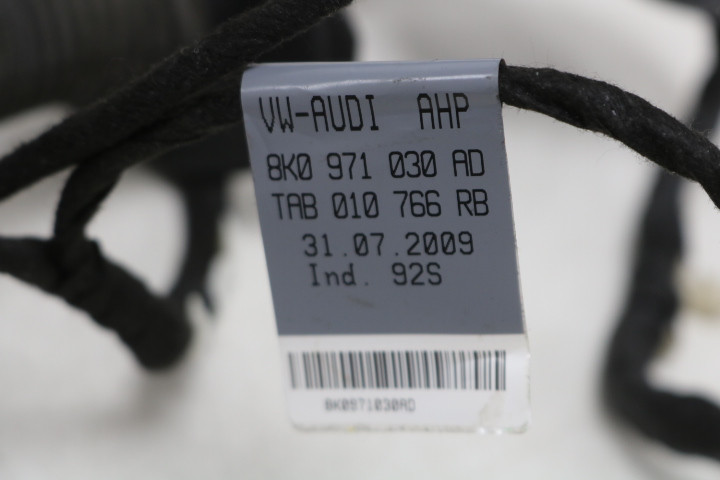 VW-AUDI AHP
8K0 971 030 AD
TAB 010 766 RB
31.07.2009
Ind. 92S
8K0971030AD